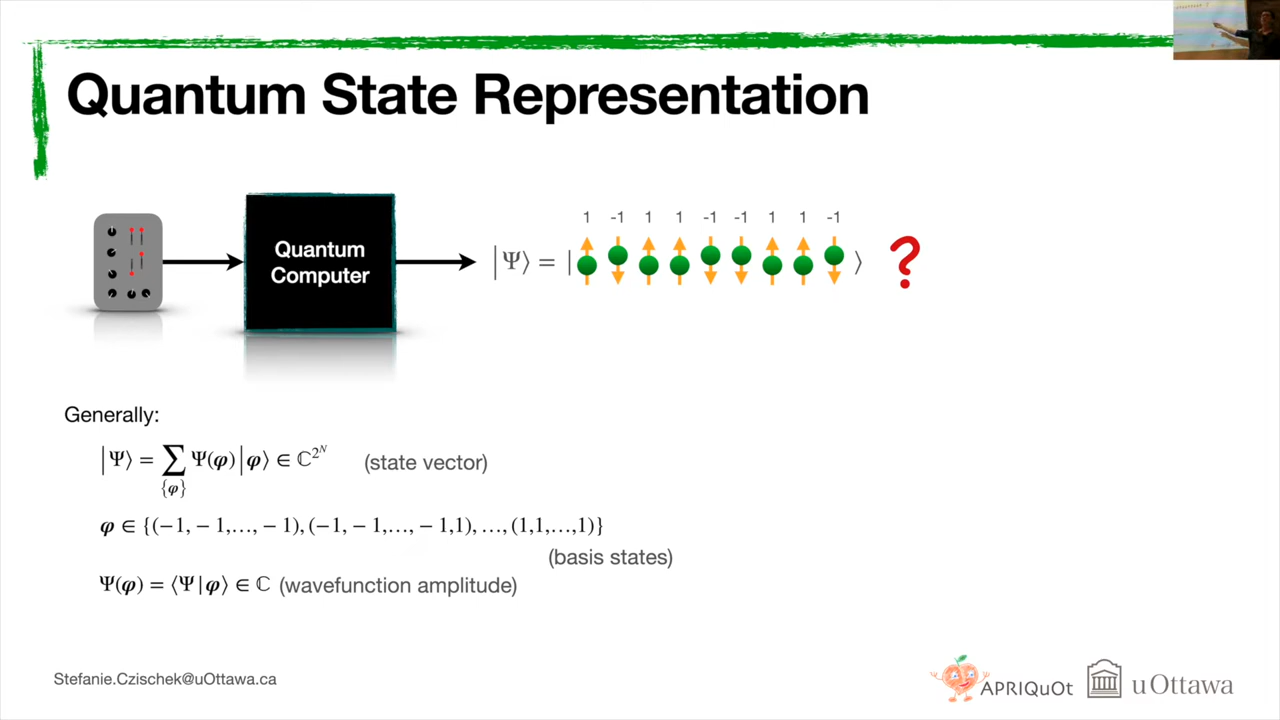 Quantum State Representation
1 -1 1 1 -1 -1 1 1 -1
Quantum
Computer
|Ψ⟩ = | ⟩ ?
Generally:
|Ψ⟩ = ∑ Ψ(φ)|φ⟩ ∈ ℂ^{2^N} (state vector)
{φ}
φ ∈ {(−1, − 1,…, − 1), (−1, − 1,…, − 1,1), …, (1,1,…,1)}
(basis states)
Ψ(φ) = ⟨Ψ|φ⟩ ∈ ℂ (wavefunction amplitude)
Stefanie.Czischek@uOttawa.ca
APRIQuOt
uOttawa